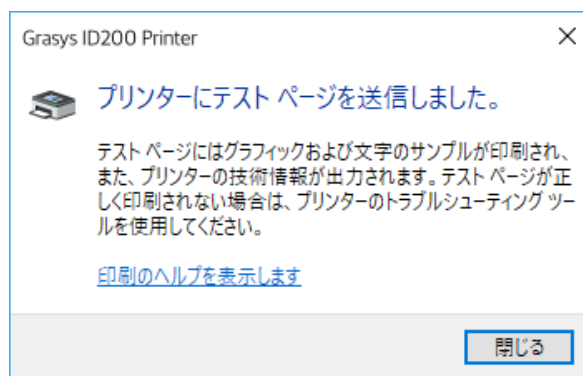 Grasys ID200 Printer
プリンターにテスト ページを送信しました。
テスト ページにはグラフィックおよび文字のサンプルが印刷され、
また、プリンターの技術情報が出力されます。テスト ページが正
しく印刷されない場合は、プリンターのトラブルシューティング ツー
ルを使用してください。
印刷のヘルプを表示します
閉じる